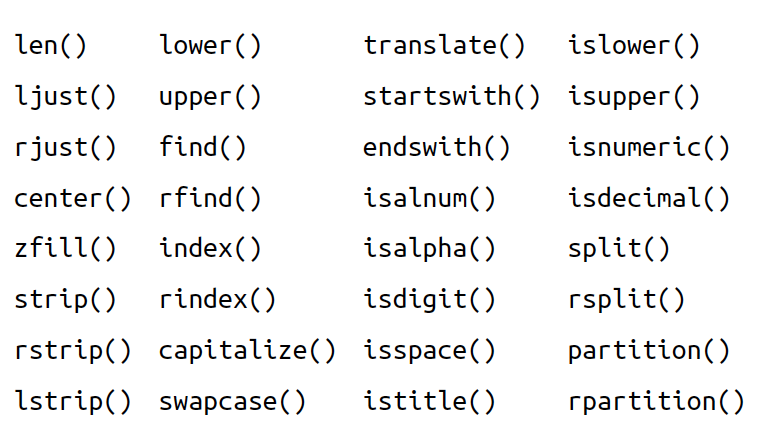 len() lower() translate() islower()
ljust() upper() startswith() isupper()
rjust() find() endswith() isnumeric()
center() rfind() isalnum() isdecimal()
zfill() index() isalpha() split()
strip() rindex() isdigit() rsplit()
rstrip() capitalize() isspace() partition()
lstrip() swapcase() istitle() rpartition()